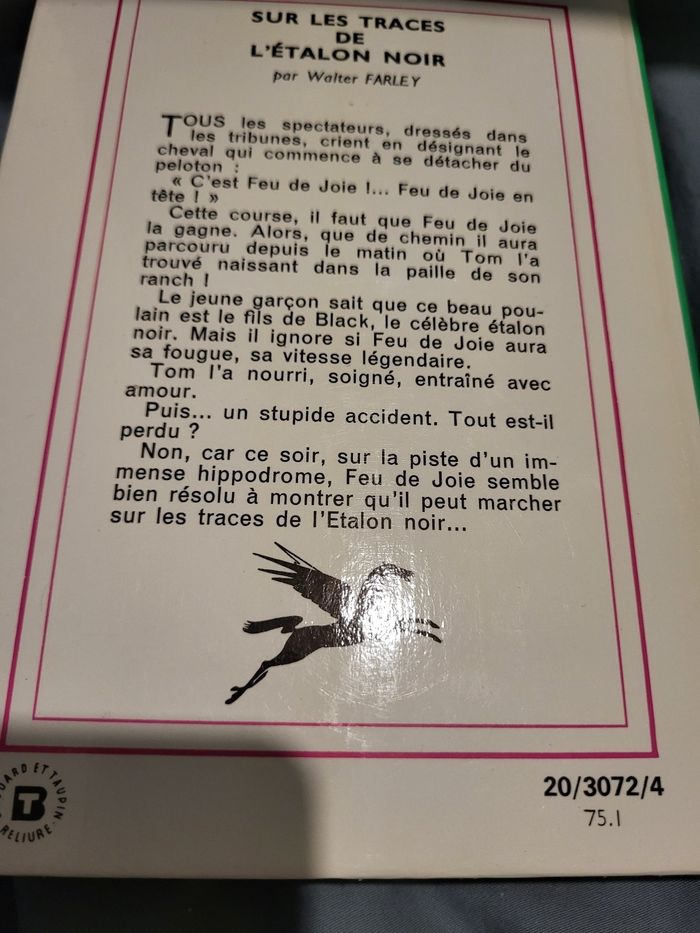 SUR LES TRACES
DE
L'ÉTALON NOIR
par Walter FARLEY
TOUS les spectateurs, dressés dans
les tribunes, crient en désignant le
cheval qui commence à se détacher du
peloton :
« C'est Feu de Joie !... Feu de Joie en
tête ! »
Cette course, il faut que Feu de Joie
la gagne. Alors, que de chemin il aura
parcouru depuis le matin où Tom l'a
trouvé naissant dans la paille de son
ranch !
Le jeune garçon sait que ce beau pou-
lain est le fils de Black, le célèbre étalon
noir. Mais il ignore si Feu de Joie aura
sa fougue, sa vitesse légendaire.
Tom l'a nourri, soigné, entraîné avec
amour.
Puis... un stupide accident. Tout est-il
perdu ?
Non, car ce soir, sur la piste d'un im-
mense hippodrome, Feu de Joie semble
bien résolu à montrer qu'il peut marcher
sur les traces de l'Etalon noir...
ET TAUPIN
RELIURE
20/3072/4
75.I